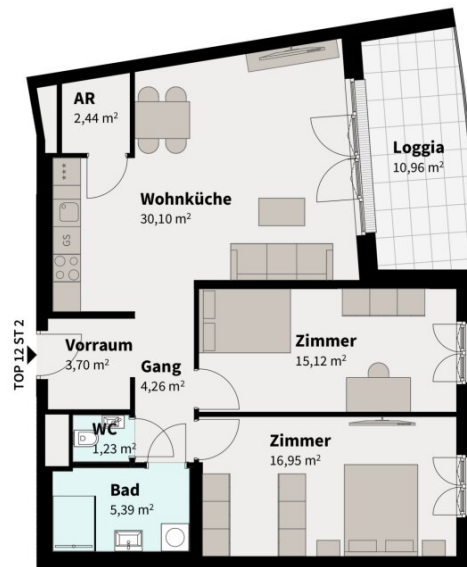 AR
2,44 m²
Loggia
10,96 m²
Wohnküche
30,10 m²
***
GS
TOP 12 ST 2
Vorraum
3,70 m²
Gang
4,26 m²
Zimmer
15,12 m²
WC
1,23 m²
Zimmer
16,95 m²
Bad
5,39 m²